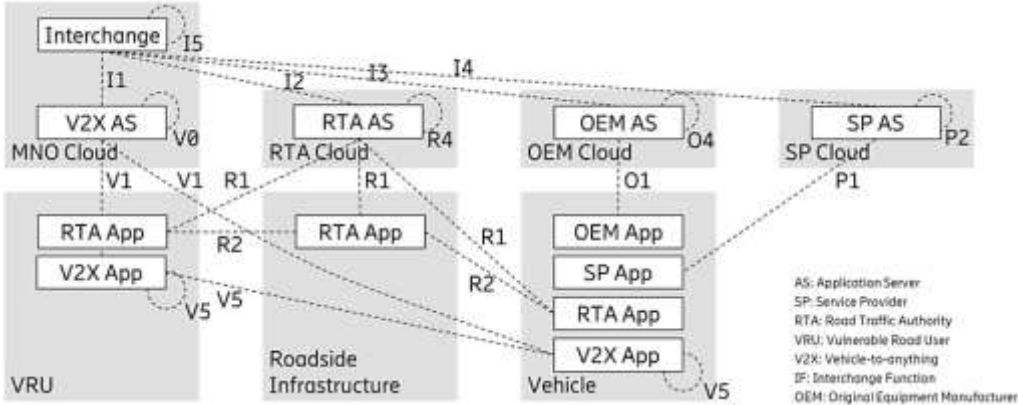 Interchange
I5
I1
I2
I3
I4
V2X AS
V0
MNO Cloud
RTA AS
R4
RTA Cloud
OEM AS
O4
OEM Cloud
SP AS
P2
SP Cloud
V1
V1
R1
R1
O1
P1
RTA App
R2
RTA App
R1
OEM App
V2X App
V5
V5
R2
SP App
RTA App
V2X App
V5
VRU
Roadside
Infrastructure
Vehicle
AS: Application Server
SP: Service Provider
RTA: Road Traffic Authority
VRU: Vulnerable Road User
V2X: Vehicle-to-anything
IF: Interchange Function
OEM: Original Equipment Manufacturer